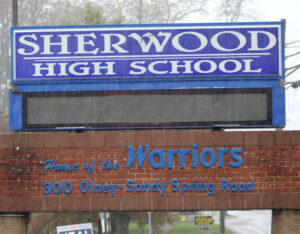 SHERWOOD
HIGH SCHOOL
Home of the Warriors
300 Olney-Sandy Spring Road